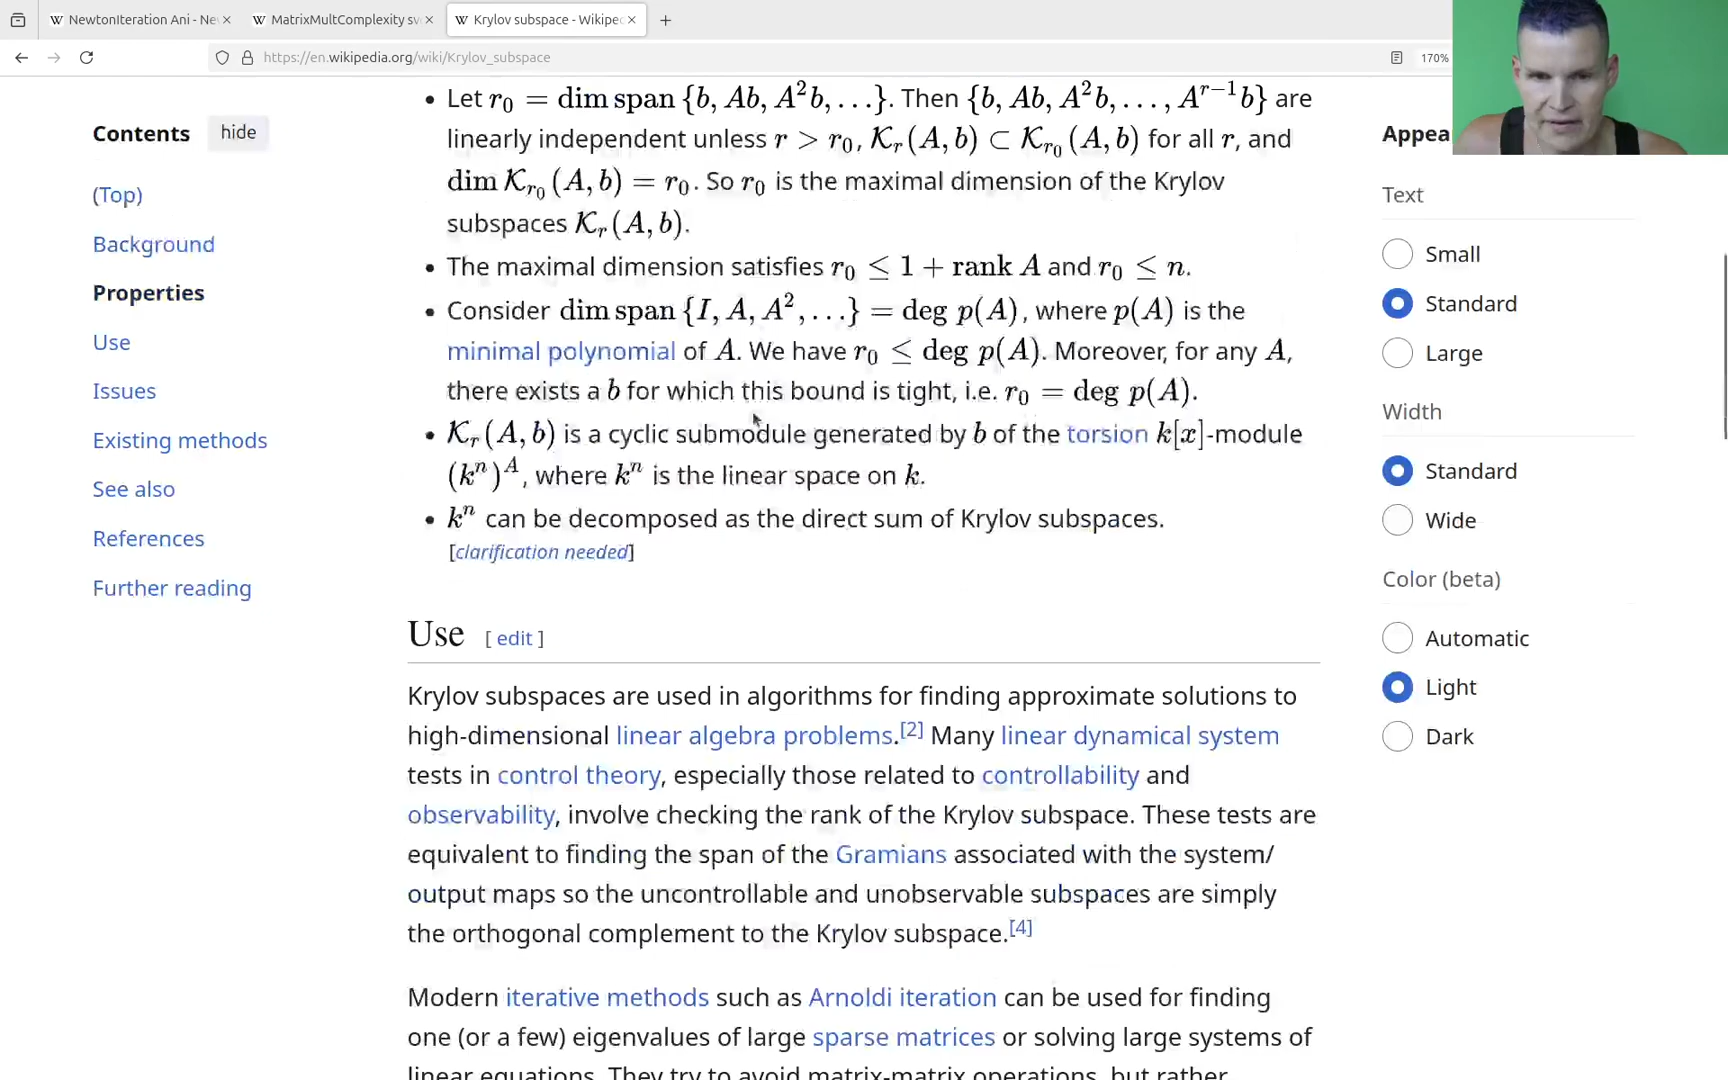 NewtonIteration Ani - Ne
MatrixMultComplexity sv
Krylov subspace - Wikipe
https://en.wikipedia.org/wiki/Krylov_subspace
170%
Contents hide
(Top)
Background
Properties
Use
Issues
Existing methods
See also
References
Further reading
• Let r₀ = dim span {b, Ab, A²b, …}. Then {b, Ab, A²b, …, Aʳ⁻¹b} are
linearly independent unless r > r₀, 𝒦ᵣ(A, b) ⊂ 𝒦ᵣ₀(A, b) for all r, and
dim 𝒦ᵣ₀(A, b) = r₀. So r₀ is the maximal dimension of the Krylov
subspaces 𝒦ᵣ(A, b).
• The maximal dimension satisfies r₀ ≤ 1 + rank A and r₀ ≤ n.
• Consider dim span {I, A, A², …} = deg p(A), where p(A) is the
minimal polynomial of A. We have r₀ ≤ deg p(A). Moreover, for any A,
there exists a b for which this bound is tight, i.e. r₀ = deg p(A).
• 𝒦ᵣ(A, b) is a cyclic submodule generated by b of the torsion k[x]-module
(kⁿ)ᴬ, where kⁿ is the linear space on k.
• kⁿ can be decomposed as the direct sum of Krylov subspaces.
[clarification needed]
Use [ edit ]
Krylov subspaces are used in algorithms for finding approximate solutions to
high-dimensional linear algebra problems.[2] Many linear dynamical system
tests in control theory, especially those related to controllability and
observability, involve checking the rank of the Krylov subspace. These tests are
equivalent to finding the span of the Gramians associated with the system/
output maps so the uncontrollable and unobservable subspaces are simply
the orthogonal complement to the Krylov subspace.[4]
Modern iterative methods such as Arnoldi iteration can be used for finding
one (or a few) eigenvalues of large sparse matrices or solving large systems of
linear equations. They try to avoid matrix-matrix operations, but rather
Appea
Text
Small
Standard
Large
Width
Standard
Wide
Color (beta)
Automatic
Light
Dark